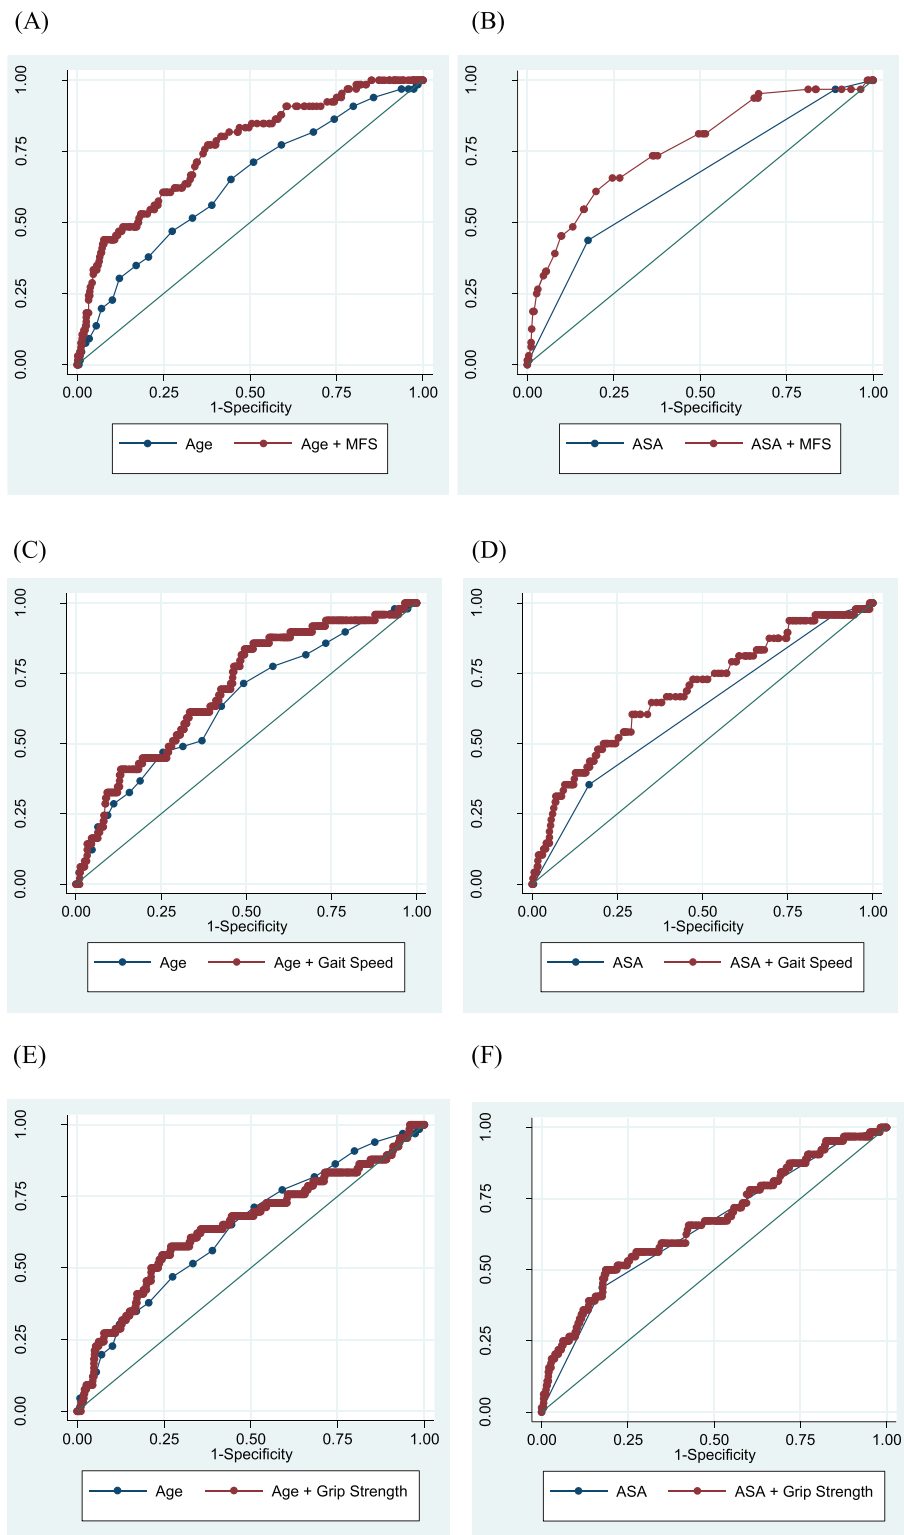 (A)
1.00
0.75
0.50
0.25
0.00
0.00 0.25 0.50 0.75 1.00
1-Specificity
Age Age + MFS
(B)
1.00
0.75
0.50
0.25
0.00
0.00 0.25 0.50 0.75 1.00
1-Specificity
ASA ASA + MFS
(C)
1.00
0.75
0.50
0.25
0.00
0.00 0.25 0.50 0.75 1.00
1-Specificity
Age Age + Gait Speed
(D)
1.00
0.75
0.50
0.25
0.00
0.00 0.25 0.50 0.75 1.00
1-Specificity
ASA ASA + Gait Speed
(E)
1.00
0.75
0.50
0.25
0.00
0.00 0.25 0.50 0.75 1.00
1-Specificity
Age Age + Grip Strength
(F)
1.00
0.75
0.50
0.25
0.00
0.00 0.25 0.50 0.75 1.00
1-Specificity
ASA ASA + Grip Strength